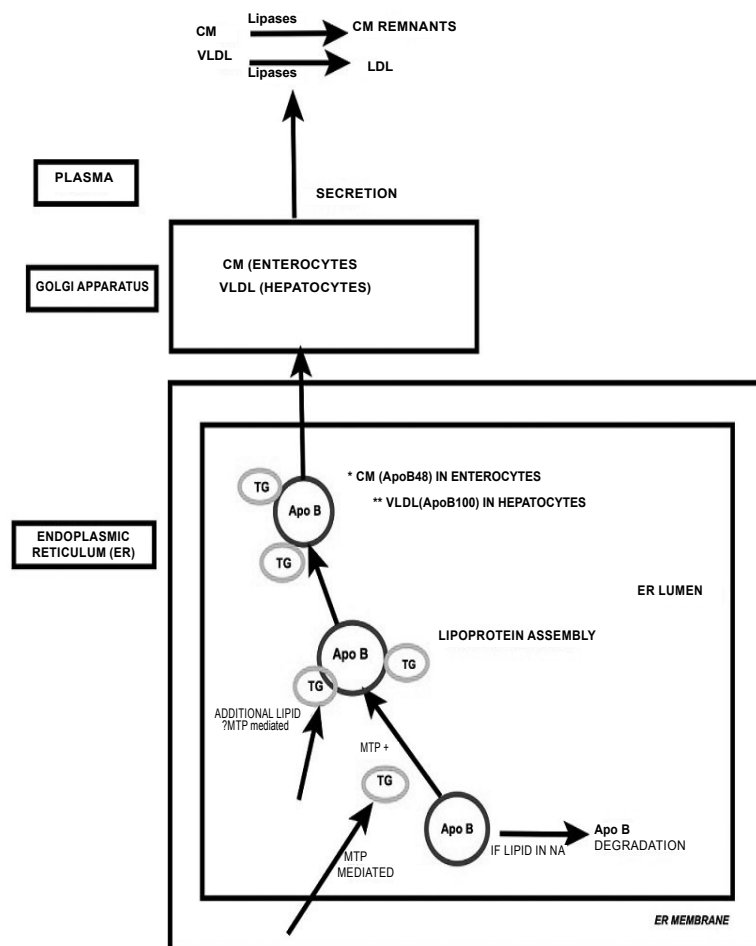 Lipases
CM
CM REMNANTS
VLDL
LDL
Lipases
PLASMA
SECRETION
CM (ENTEROCYTES
VLDL (HEPATOCYTES)
GOLGI APPARATUS
* CM (ApoB48) IN ENTEROCYTES
TG
** VLDL(ApoB100) IN HEPATOCYTES
Apo B
ENDOPLASMIC
RETICULUM (ER)
TG
ER LUMEN
LIPOPROTEIN ASSEMBLY
Apo B
TG
TG
ADDITIONAL LIPID
?MTP mediated
MTP +
TG
Apo B
Apo B
DEGRADATION
IF LIPID IN NA
MTP
MEDIATED
ER MEMBRANE